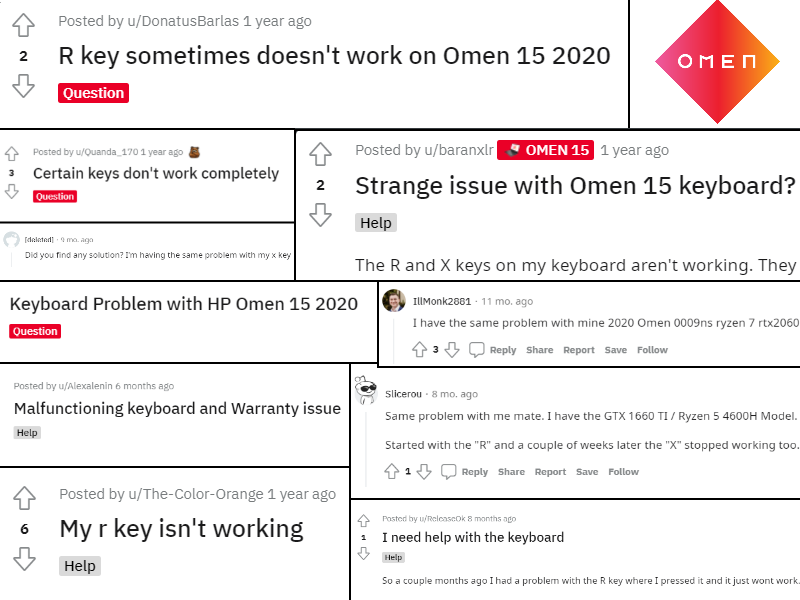 Posted by u/DonatusBarlas 1 year ago
2
R key sometimes doesn't work on Omen 15 2020
Question
OMEN
Posted by u/Quanda_170 1 year ago
3
Certain keys don't work completely
Question
[deleted] · 9 mo. ago
Did you find any solution? I'm having the same problem with my x key
Posted by u/baranxlr OMEN 15 1 year ago
2
Strange issue with Omen 15 keyboard?
Help
The R and X keys on my keyboard aren't working. They
Keyboard Problem with HP Omen 15 2020
Question
IllMonk2881 · 11 mo. ago
I have the same problem with mine 2020 Omen 0009ns ryzen 7 rtx2060
3 Reply Share Report Save Follow
Posted by u/Alexalenin 6 months ago
Malfunctioning keyboard and Warranty issue
Help
Slicerou · 8 mo. ago
Same problem with me mate. I have the GTX 1660 TI / Ryzen 5 4600H Model.
Started with the "R" and a couple of weeks later the "X" stopped working too.
1 Reply Share Report Save Follow
Posted by u/The-Color-Orange 1 year ago
6
My r key isn't working
Help
Posted by u/ReleaseOk 8 months ago
1
I need help with the keyboard
Help
So a couple months ago I had a problem with the R key where I pressed it and it just wont work.